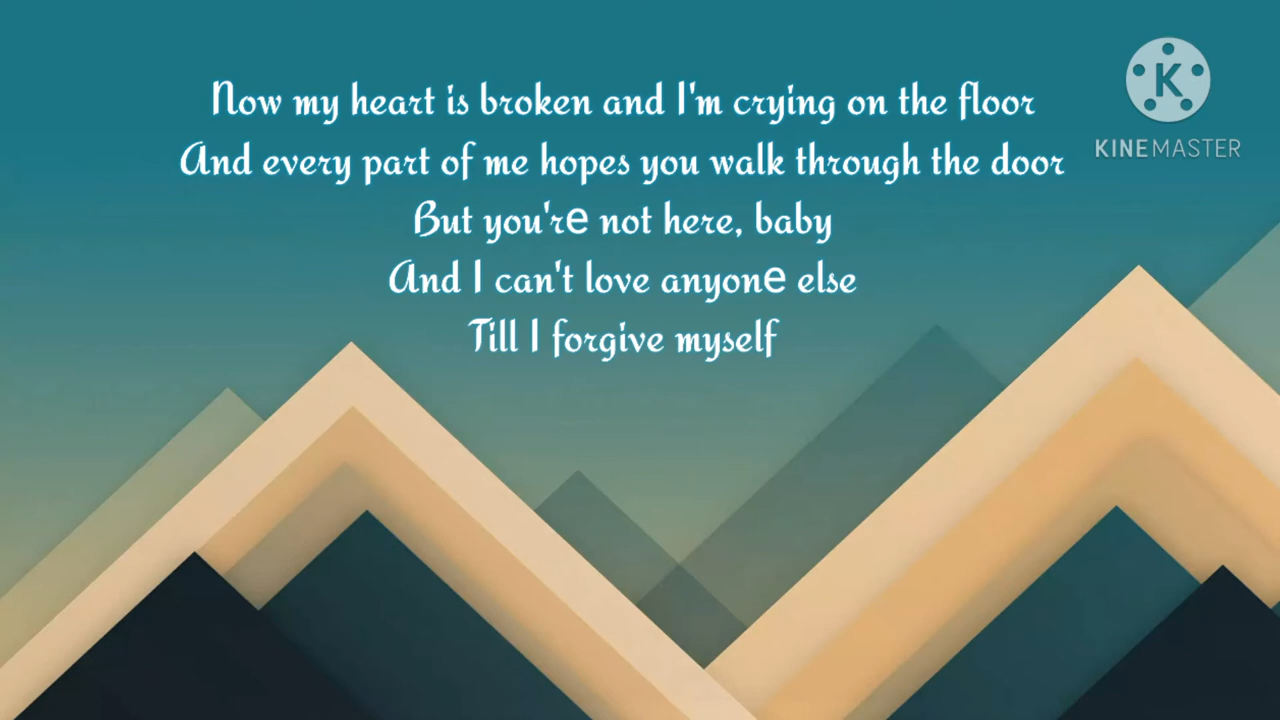 Now my heart is broken and I'm crying on the floor
And every part of me hopes you walk through the door
But you're not here, baby
And I can't love anyone else
Till I forgive myself
K
KINEMASTER